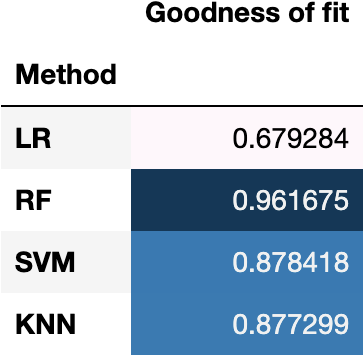 Goodness of fit
Method
LR 0.679284
RF 0.961675
SVM 0.878418
KNN 0.877299